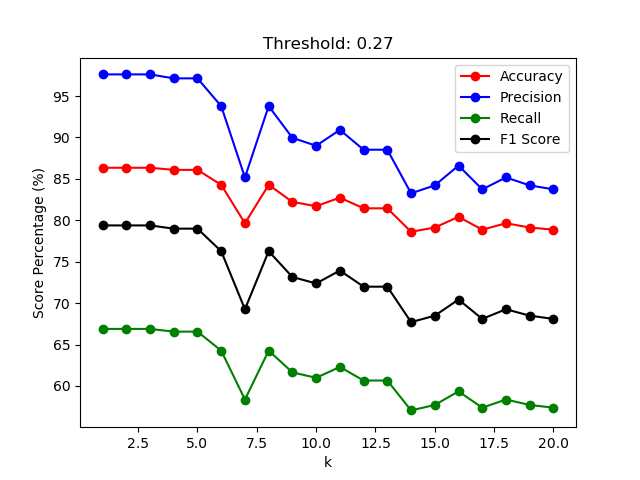 Threshold: 0.27
Accuracy
Precision
Recall
F1 Score
Score Percentage (%)
95
90
85
80
75
70
65
60
2.5 5.0 7.5 10.0 12.5 15.0 17.5 20.0
k